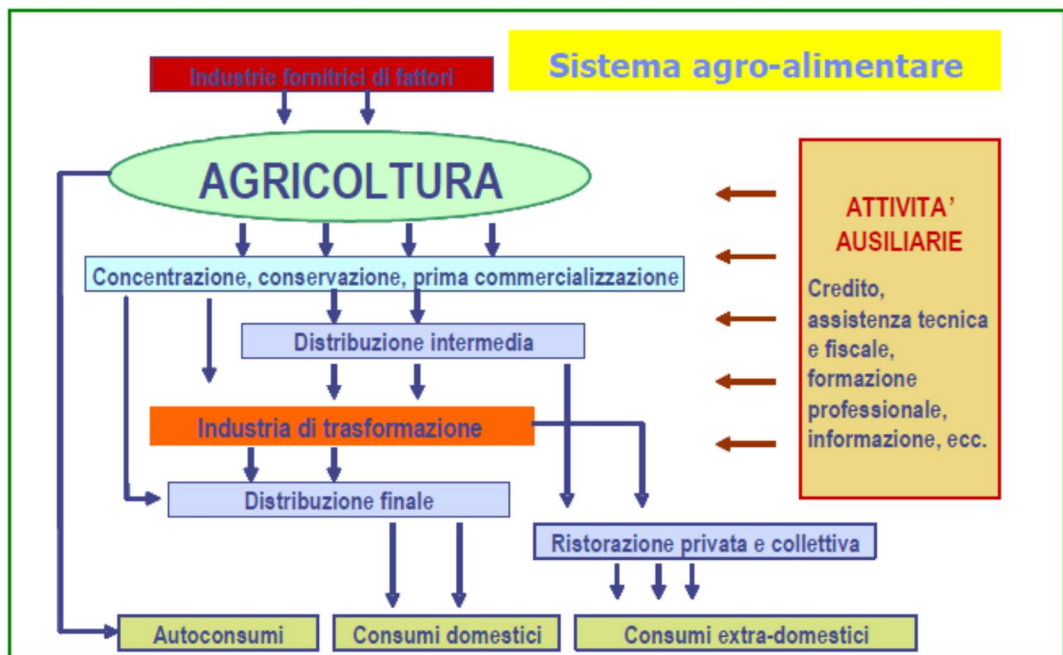 Sistema agro-alimentare
Industrie fornitrici di fattori
AGRICOLTURA
Concentrazione, conservazione, prima commercializzazione
Distribuzione intermedia
Industria di trasformazione
Distribuzione finale
Ristorazione privata e collettiva
Autoconsumi
Consumi domestici
Consumi extra-domestici
ATTIVITA'
AUSILIARIE
Credito,
assistenza tecnica
e fiscale,
formazione
professionale,
informazione, ecc.